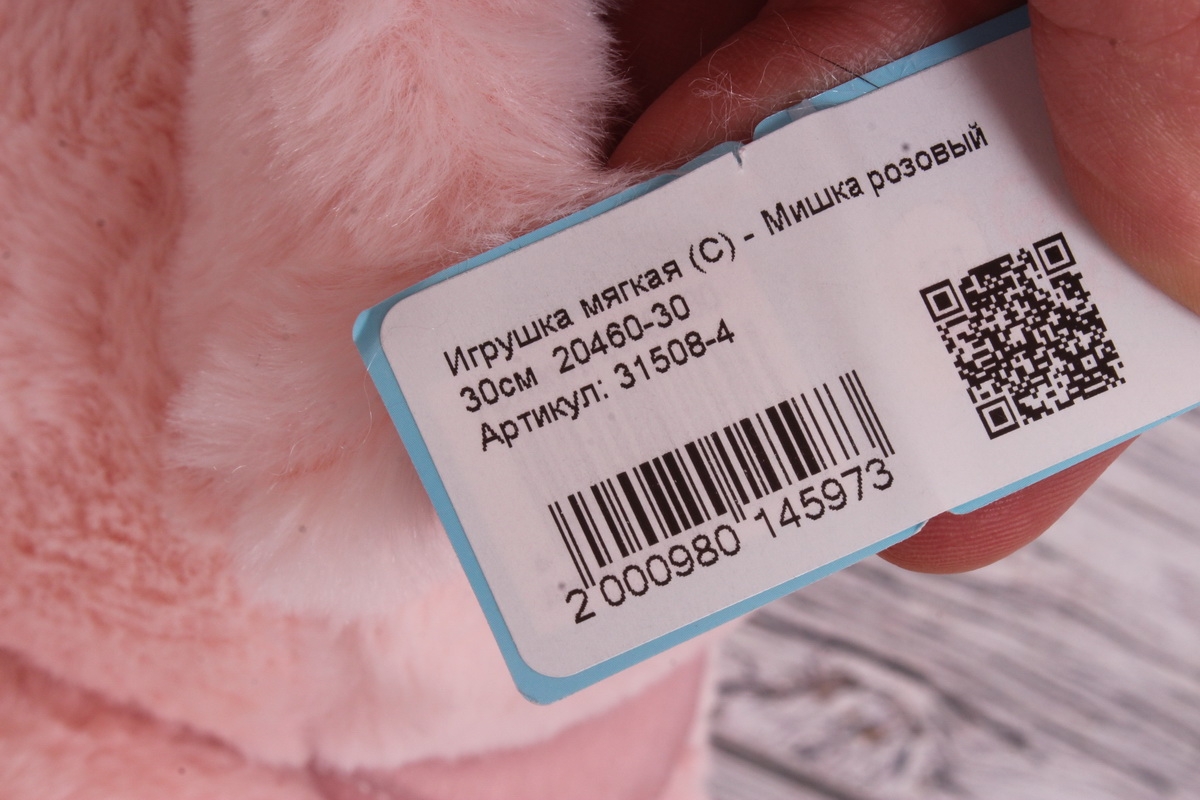 Игрушка мягкая (С) - Мишка розовый
30см 20460-30
Артикул: 31508-4
2 000980 145973